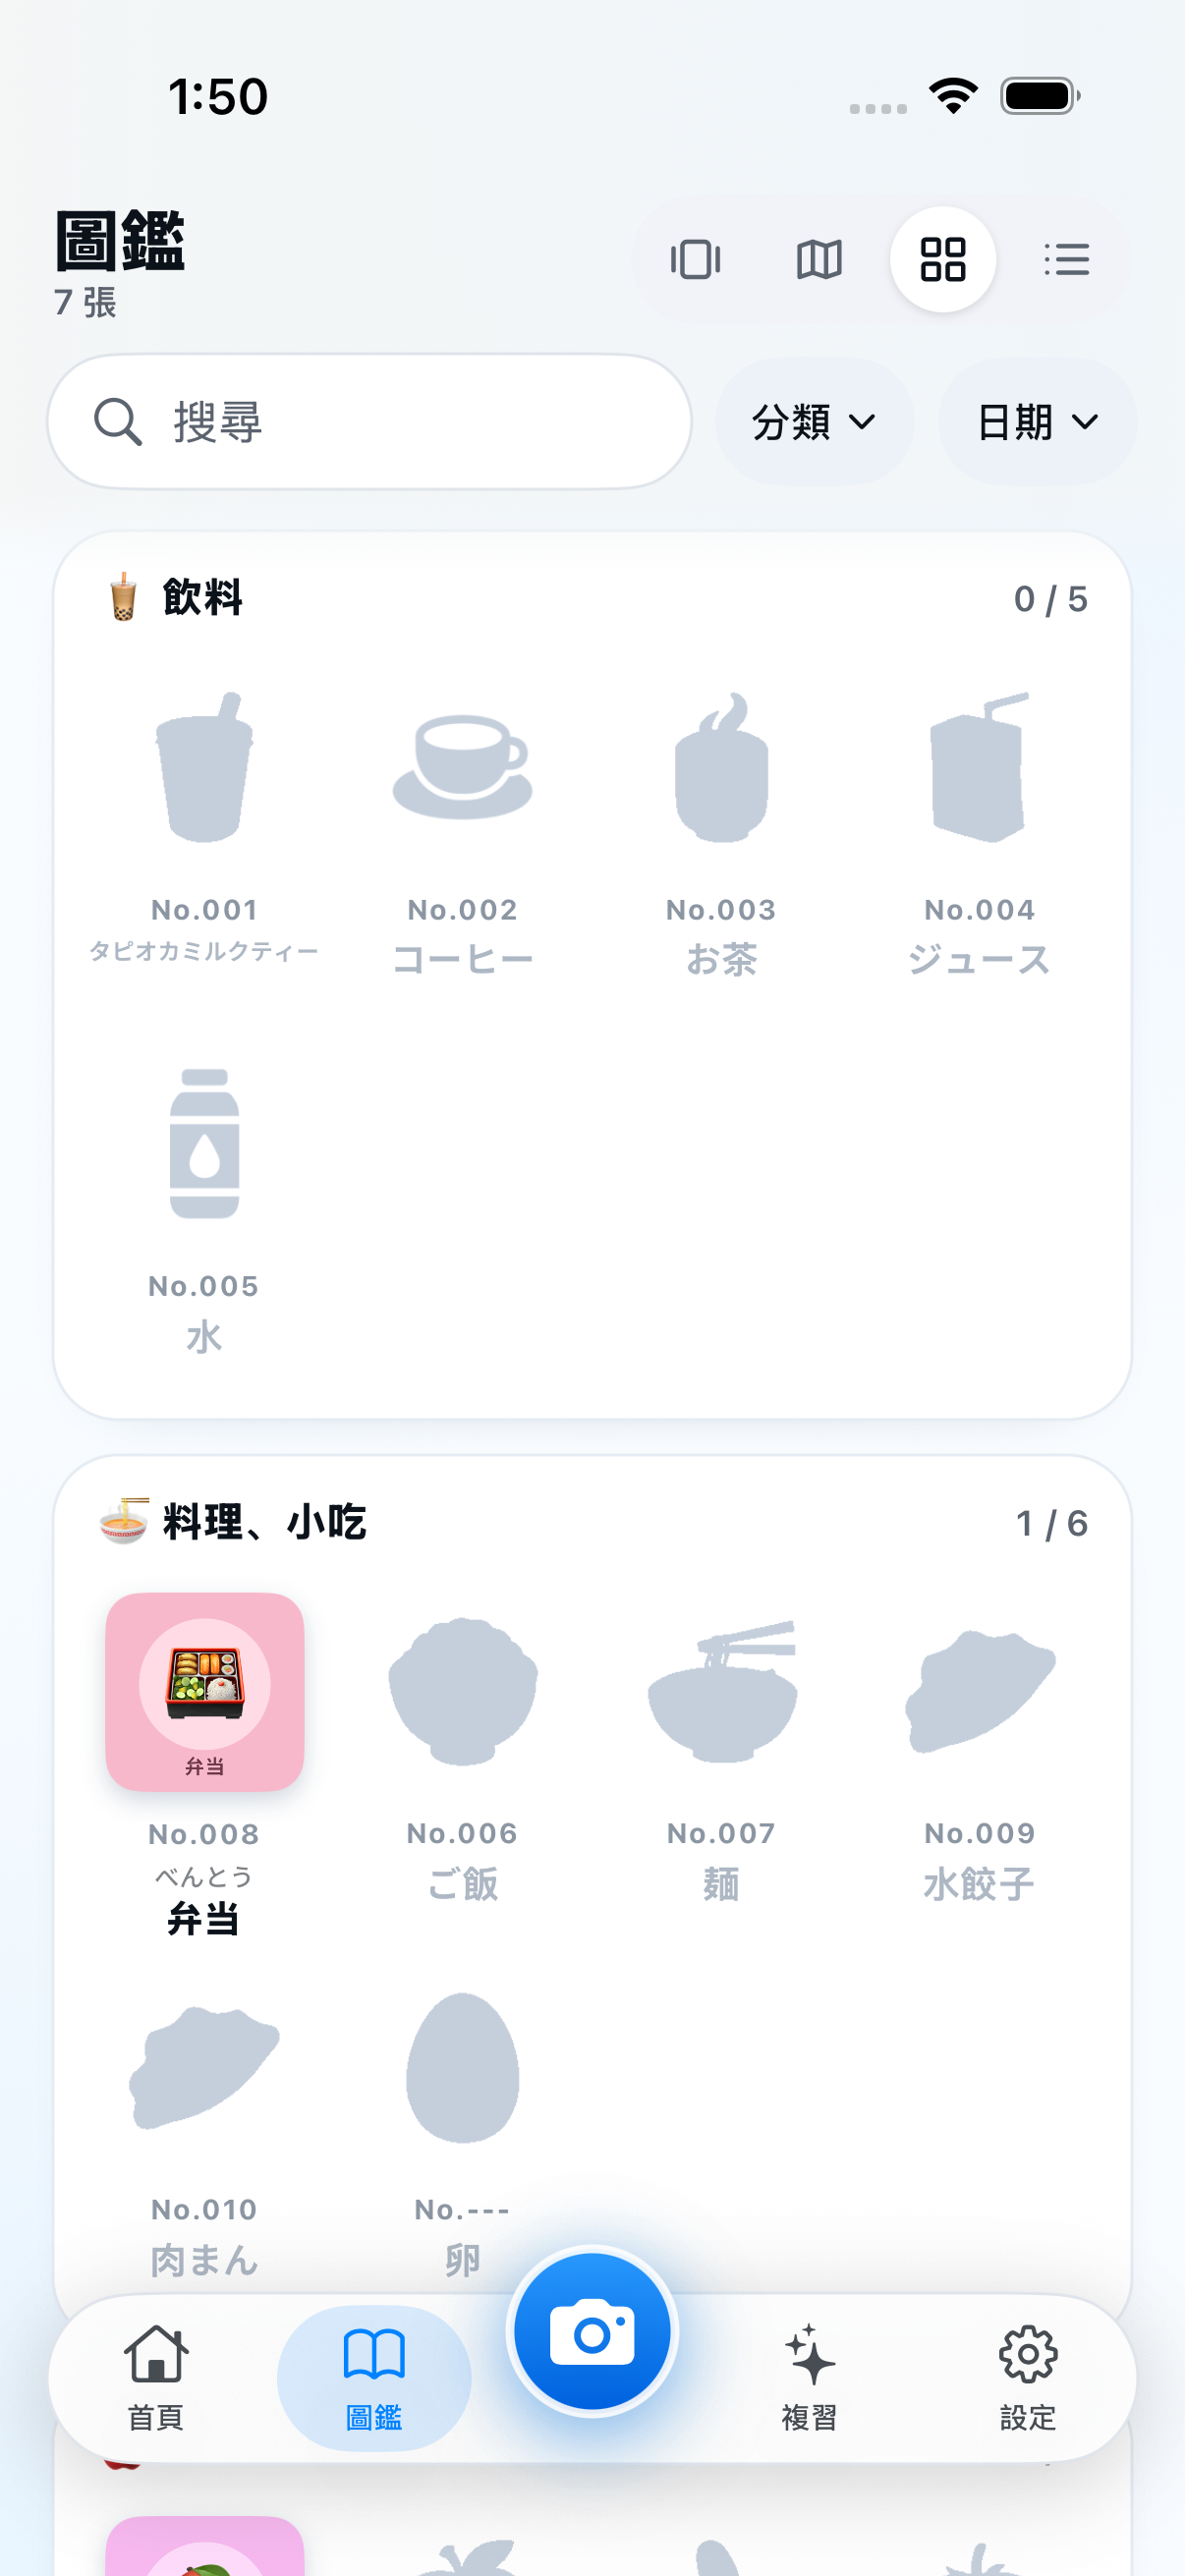 1:50
圖鑑
7 張
搜尋
分類
日期
飲料
0 / 5
No.001
No.002
No.003
No.004
タピオカミルクティー
コーヒー
お茶
ジュース
No.005
水
料理、小吃
1 / 6
弁当
No.008
No.006
No.007
No.009
べんとう
弁当
ご飯
麺
水餃子
No.010
No.---
肉まん
卵
首頁
圖鑑
複習
設定